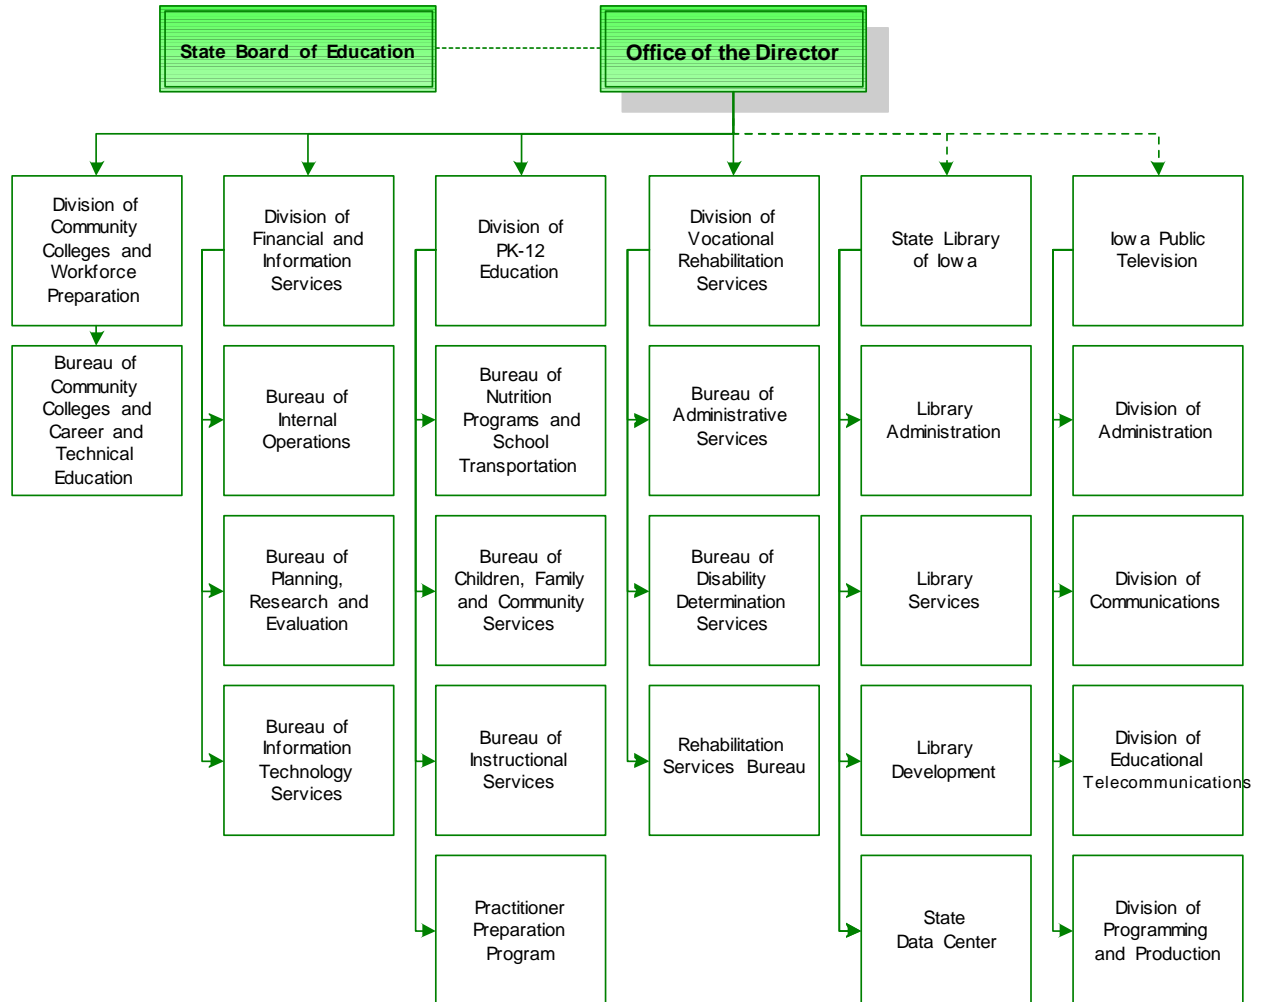 State Board of Education
Office of the Director
Division of
Community
Colleges and
Workforce
Preparation
Division of
Financial and
Information
Services
Division of
PK-12
Education
Division of
Vocational
Rehabilitation
Services
State Library
of Iowa
Iowa Public
Television
Bureau of
Community
Colleges and
Career and
Technical
Education
Bureau of
Internal
Operations
Bureau of
Nutrition
Programs and
School
Transportation
Bureau of
Administrative
Services
Library
Administration
Division of
Administration
Bureau of
Planning,
Research and
Evaluation
Bureau of
Children, Family
and Community
Services
Bureau of
Disability
Determination
Services
Library
Services
Division of
Communications
Bureau of
Information
Technology
Services
Bureau of
Instructional
Services
Rehabilitation
Services Bureau
Library
Development
Division of
Educational
Telecommunications
Practitioner
Preparation
Program
State
Data Center
Division of
Programming
and Production